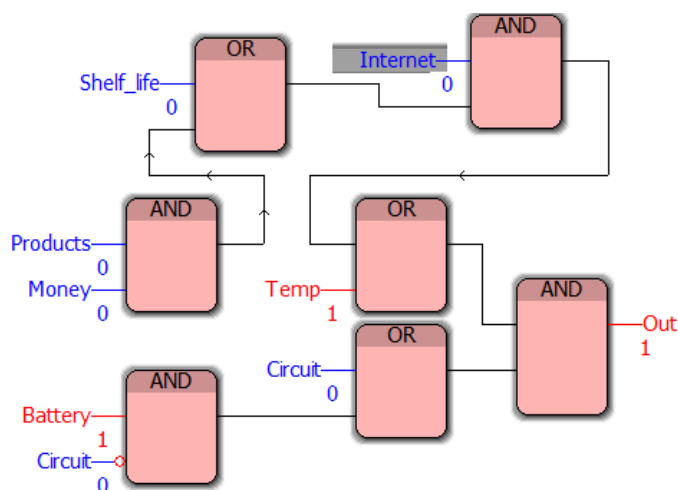 OR
Shelf_life
0
AND
Internet
0
AND
Products
0
Money
0
OR
Temp
1
AND
Out
1
OR
Circuit
0
AND
Battery
1
Circuit
0